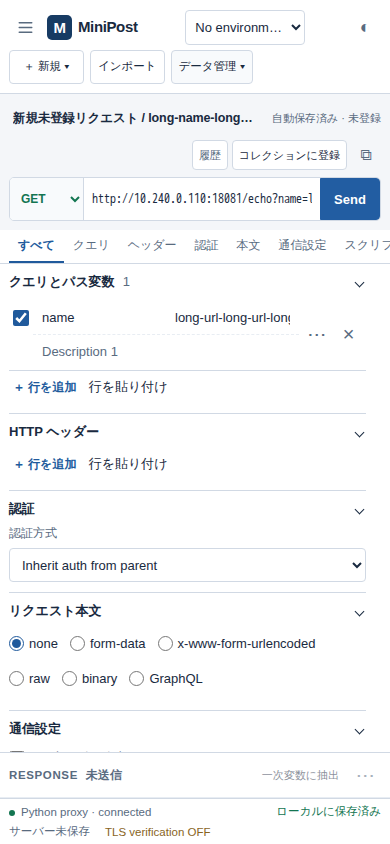 M MiniPost No environm…
+ 新規 ▾ インポート データ管理 ▾
新規未登録リクエスト / long-name-long… 自動保存済み · 未登録
履歴 コレクションに登録
GET http://10.240.0.110:18081/echo?name=l Send
すべて クエリ ヘッダー 認証 本文 通信設定 スクリプ
クエリとパス変数 1
name long-url-long-url-long
Description 1
+ 行を追加 行を貼り付け
HTTP ヘッダー
+ 行を追加 行を貼り付け
認証
認証方式
Inherit auth from parent
リクエスト本文
none form-data x-www-form-urlencoded
raw binary GraphQL
通信設定
RESPONSE 未送信 一次変数に抽出 ···
Python proxy · connected ローカルに保存済み
サーバー未保存 TLS verification OFF